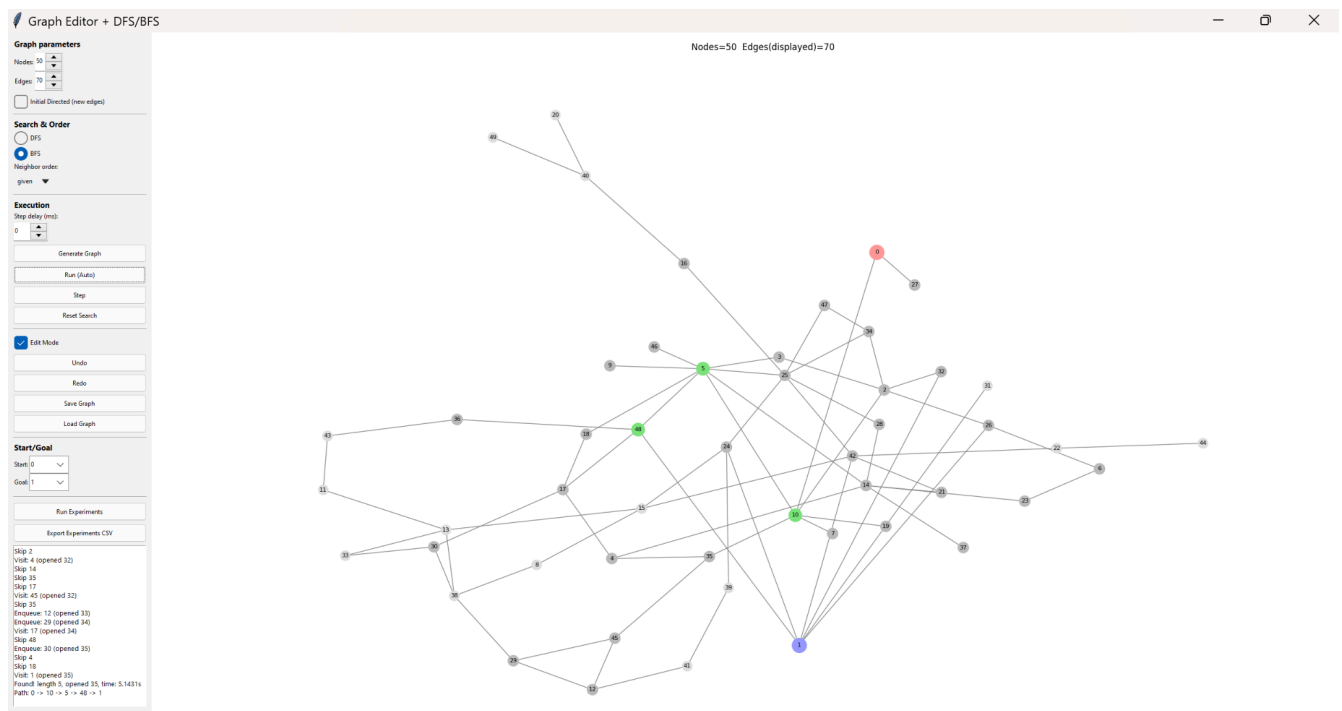 Graph Editor + DFS/BFS
Graph parameters
Nodes: 50
Edges: 70
Initial Directed (new edges)
Search & Order
DFS
BFS
Neighbor order:
given
Execution
Step delay (ms):
0
Generate Graph
Run (Auto)
Step
Reset Search
Edit Mode
Undo
Redo
Save Graph
Load Graph
Start/Goal
Start: 0
Goal: 1
Run Experiments
Export Experiments CSV
Skip 2
Visit: 4 (opened 32)
Skip 14
Skip 35
Skip 17
Visit: 45 (opened 32)
Skip 35
Enqueue: 12 (opened 33)
Enqueue: 29 (opened 34)
Visit: 17 (opened 34)
Skip 48
Enqueue: 30 (opened 35)
Skip 4
Skip 18
Visit: 1 (opened 35)
Found! length 5, opened 35, time: 5.1431s
Path: 0 -> 10 -> 5 -> 48 -> 1
Nodes=50 Edges(displayed)=70
20
49
40
0
16
27
47
34
46
3
9
5
25
32
31
2
36
28
26
43
18
48
24
44
22
42
6
14
11
17
21
23
15
10
13
19
7
30
37
33
4
35
8
39
38
45
1
29
41
12